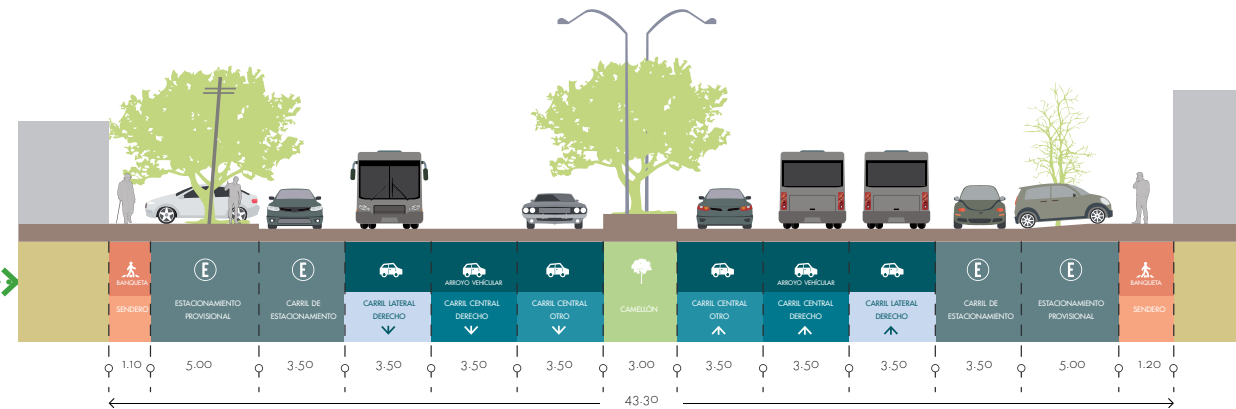 E
E
E
E
BANQUETA
ARROYO VEHÍCULAR
ARROYO VEHÍCULAR
BANQUETA
SENDERO
ESTACIONAMIENTO
PROVISIONAL
CARRIL DE
ESTACIONAMIENTO
CARRIL LATERAL
DERECHO
CARRIL CENTRAL
DERECHO
CARRIL CENTRAL
OTRO
CAMELLÓN
CARRIL CENTRAL
OTRO
CARRIL CENTRAL
DERECHO
CARRIL LATERAL
DERECHO
CARRIL DE
ESTACIONAMIENTO
ESTACIONAMIENTO
PROVISIONAL
SENDERO
1.10 5.00 3.50 3.50 3.50 3.50 3.00 3.50 3.50 3.50 3.50 5.00 1.20
43.30